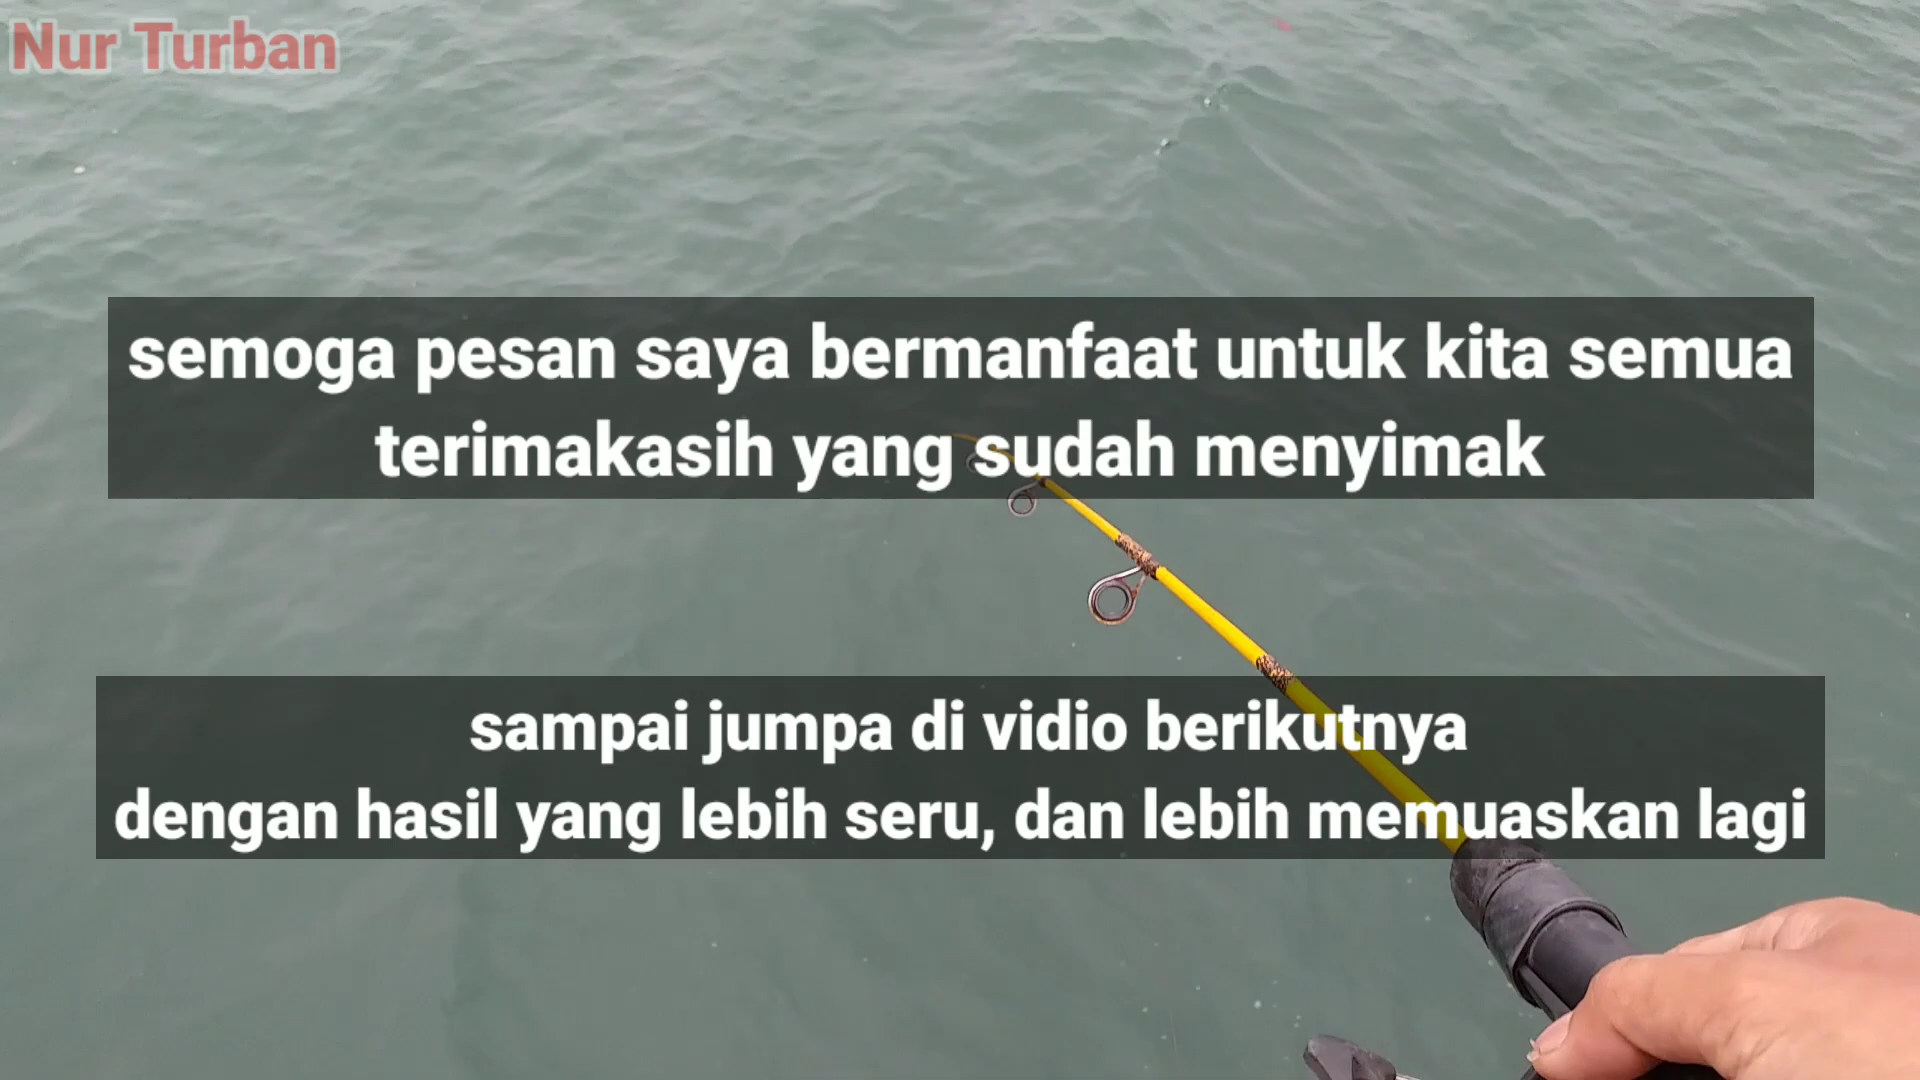 Nur Turban
semoga pesan saya bermanfaat untuk kita semua
terimakasih yang sudah menyimak
sampai jumpa di vidio berikutnya
dengan hasil yang lebih seru, dan lebih memuaskan lagi